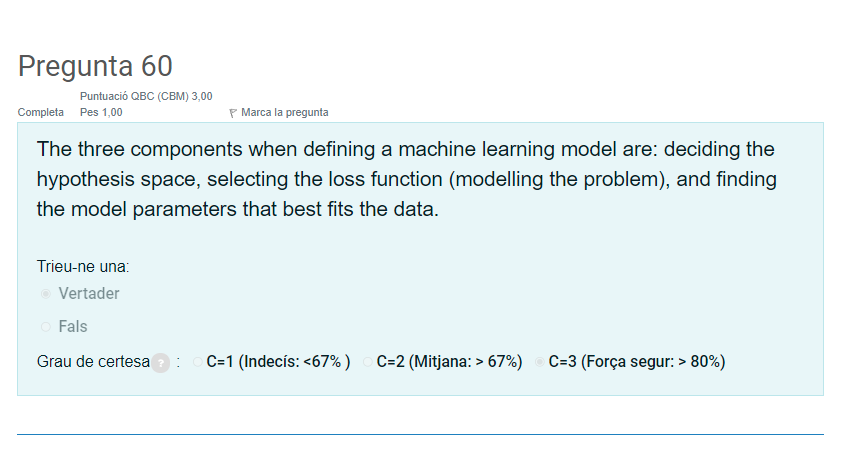 Pregunta 60
Puntuació QBC (CBM) 3,00
Completa Pes 1,00 Marca la pregunta
The three components when defining a machine learning model are: deciding the
hypothesis space, selecting the loss function (modelling the problem), and finding
the model parameters that best fits the data.
Trieu-ne una:
Vertader
Fals
Grau de certesa ? : C=1 (Indecís: <67% ) C=2 (Mitjana: > 67%) C=3 (Força segur: > 80%)